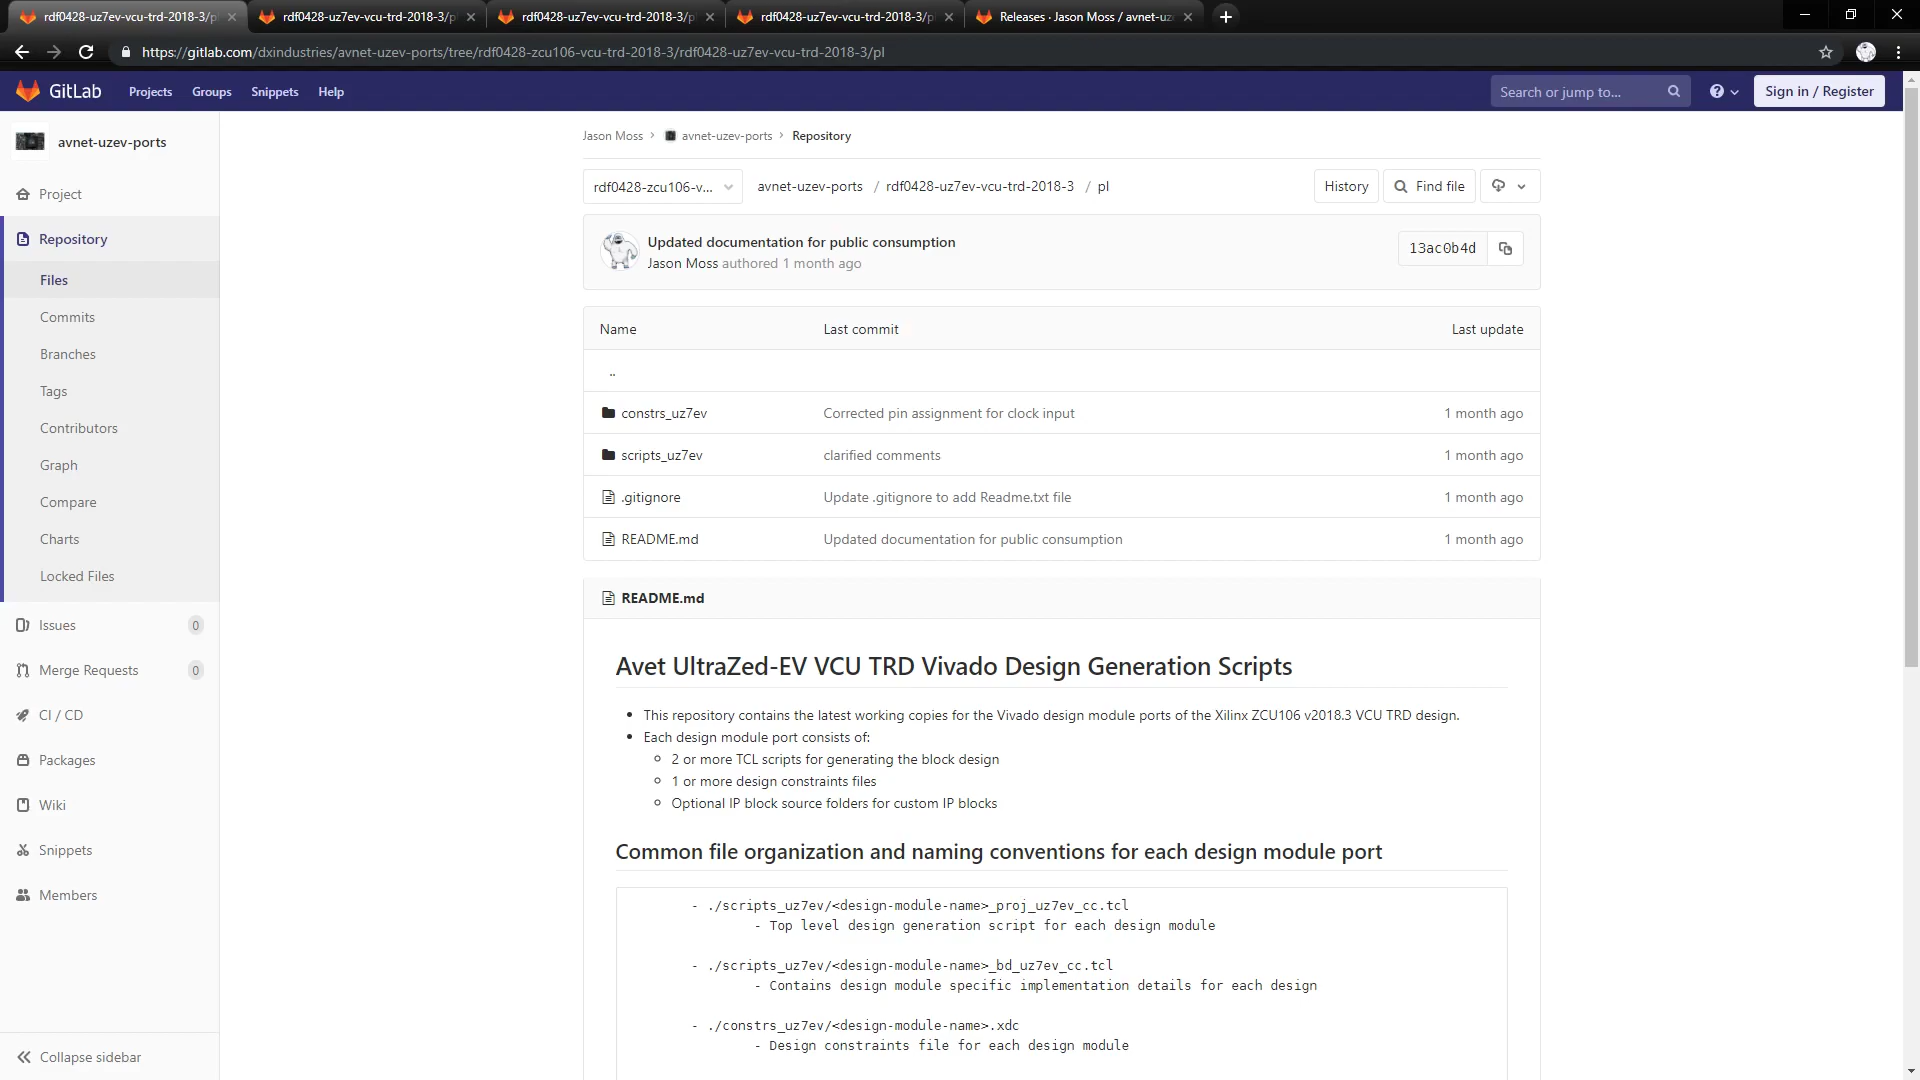 rdf0428-uz7ev-vcu-trd-2018-3/p
rdf0428-uz7ev-vcu-trd-2018-3/p
rdf0428-uz7ev-vcu-trd-2018-3/p
rdf0428-uz7ev-vcu-trd-2018-3/p
Releases · Jason Moss / avnet-uz
https://gitlab.com/dxindustries/avnet-uzev-ports/tree/rdf0428-zcu106-vcu-trd-2018-3/rdf0428-uz7ev-vcu-trd-2018-3/pl
GitLab
Projects
Groups
Snippets
Help
Search or jump to...
Sign in / Register
avnet-uzev-ports
Project
Repository
Files
Commits
Branches
Tags
Contributors
Graph
Compare
Charts
Locked Files
Issues 0
Merge Requests 0
CI / CD
Packages
Wiki
Snippets
Members
Collapse sidebar
Jason Moss › avnet-uzev-ports › Repository
rdf0428-zcu106-v... avnet-uzev-ports / rdf0428-uz7ev-vcu-trd-2018-3 / pl
History
Find file
Updated documentation for public consumption
Jason Moss authored 1 month ago
13ac0b4d
Name Last commit Last update
..
constrs_uz7ev Corrected pin assignment for clock input 1 month ago
scripts_uz7ev clarified comments 1 month ago
.gitignore Update .gitignore to add Readme.txt file 1 month ago
README.md Updated documentation for public consumption 1 month ago
README.md
Avet UltraZed-EV VCU TRD Vivado Design Generation Scripts
• This repository contains the latest working copies for the Vivado design module ports of the Xilinx ZCU106 v2018.3 VCU TRD design.
• Each design module port consists of:
◦ 2 or more TCL scripts for generating the block design
◦ 1 or more design constraints files
◦ Optional IP block source folders for custom IP blocks
Common file organization and naming conventions for each design module port
- ./scripts_uz7ev/<design-module-name>_proj_uz7ev_cc.tcl
- Top level design generation script for each design module
- ./scripts_uz7ev/<design-module-name>_bd_uz7ev_cc.tcl
- Contains design module specific implementation details for each design
- ./constrs_uz7ev/<design-module-name>.xdc
- Design constraints file for each design module